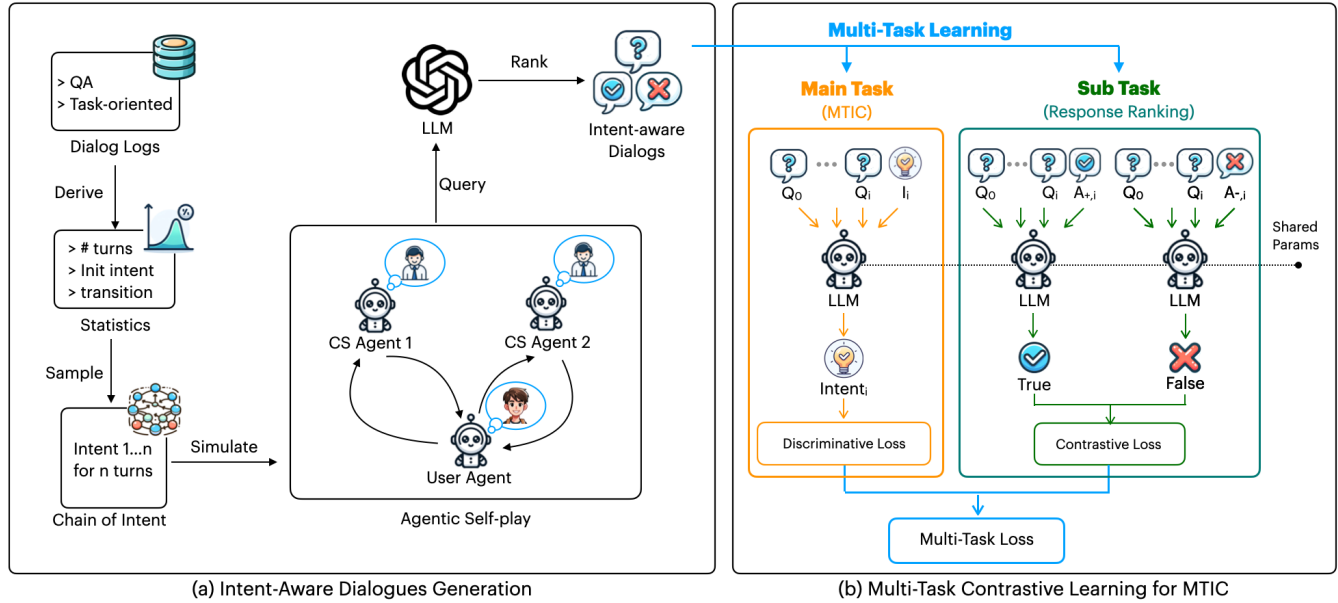 > QA
> Task-oriented
Dialog Logs
Derive
> # turns
> Init intent
> transition
Statistics
Sample
Intent 1...n
for n turns
Chain of Intent
Simulate
LLM
Rank
Intent-aware
Dialogs
Query
CS Agent 1
CS Agent 2
User Agent
Agentic Self-play
(a) Intent-Aware Dialogues Generation
Multi-Task Learning
Main Task
(MTIC)
Sub Task
(Response Ranking)
Q₀
Qᵢ
Iᵢ
Q₀
Qᵢ
A₊,ᵢ
Q₀
Qᵢ
A₋,ᵢ
Shared
Params
LLM
LLM
LLM
Intentᵢ
True
False
Discriminative Loss
Contrastive Loss
Multi-Task Loss
(b) Multi-Task Contrastive Learning for MTIC